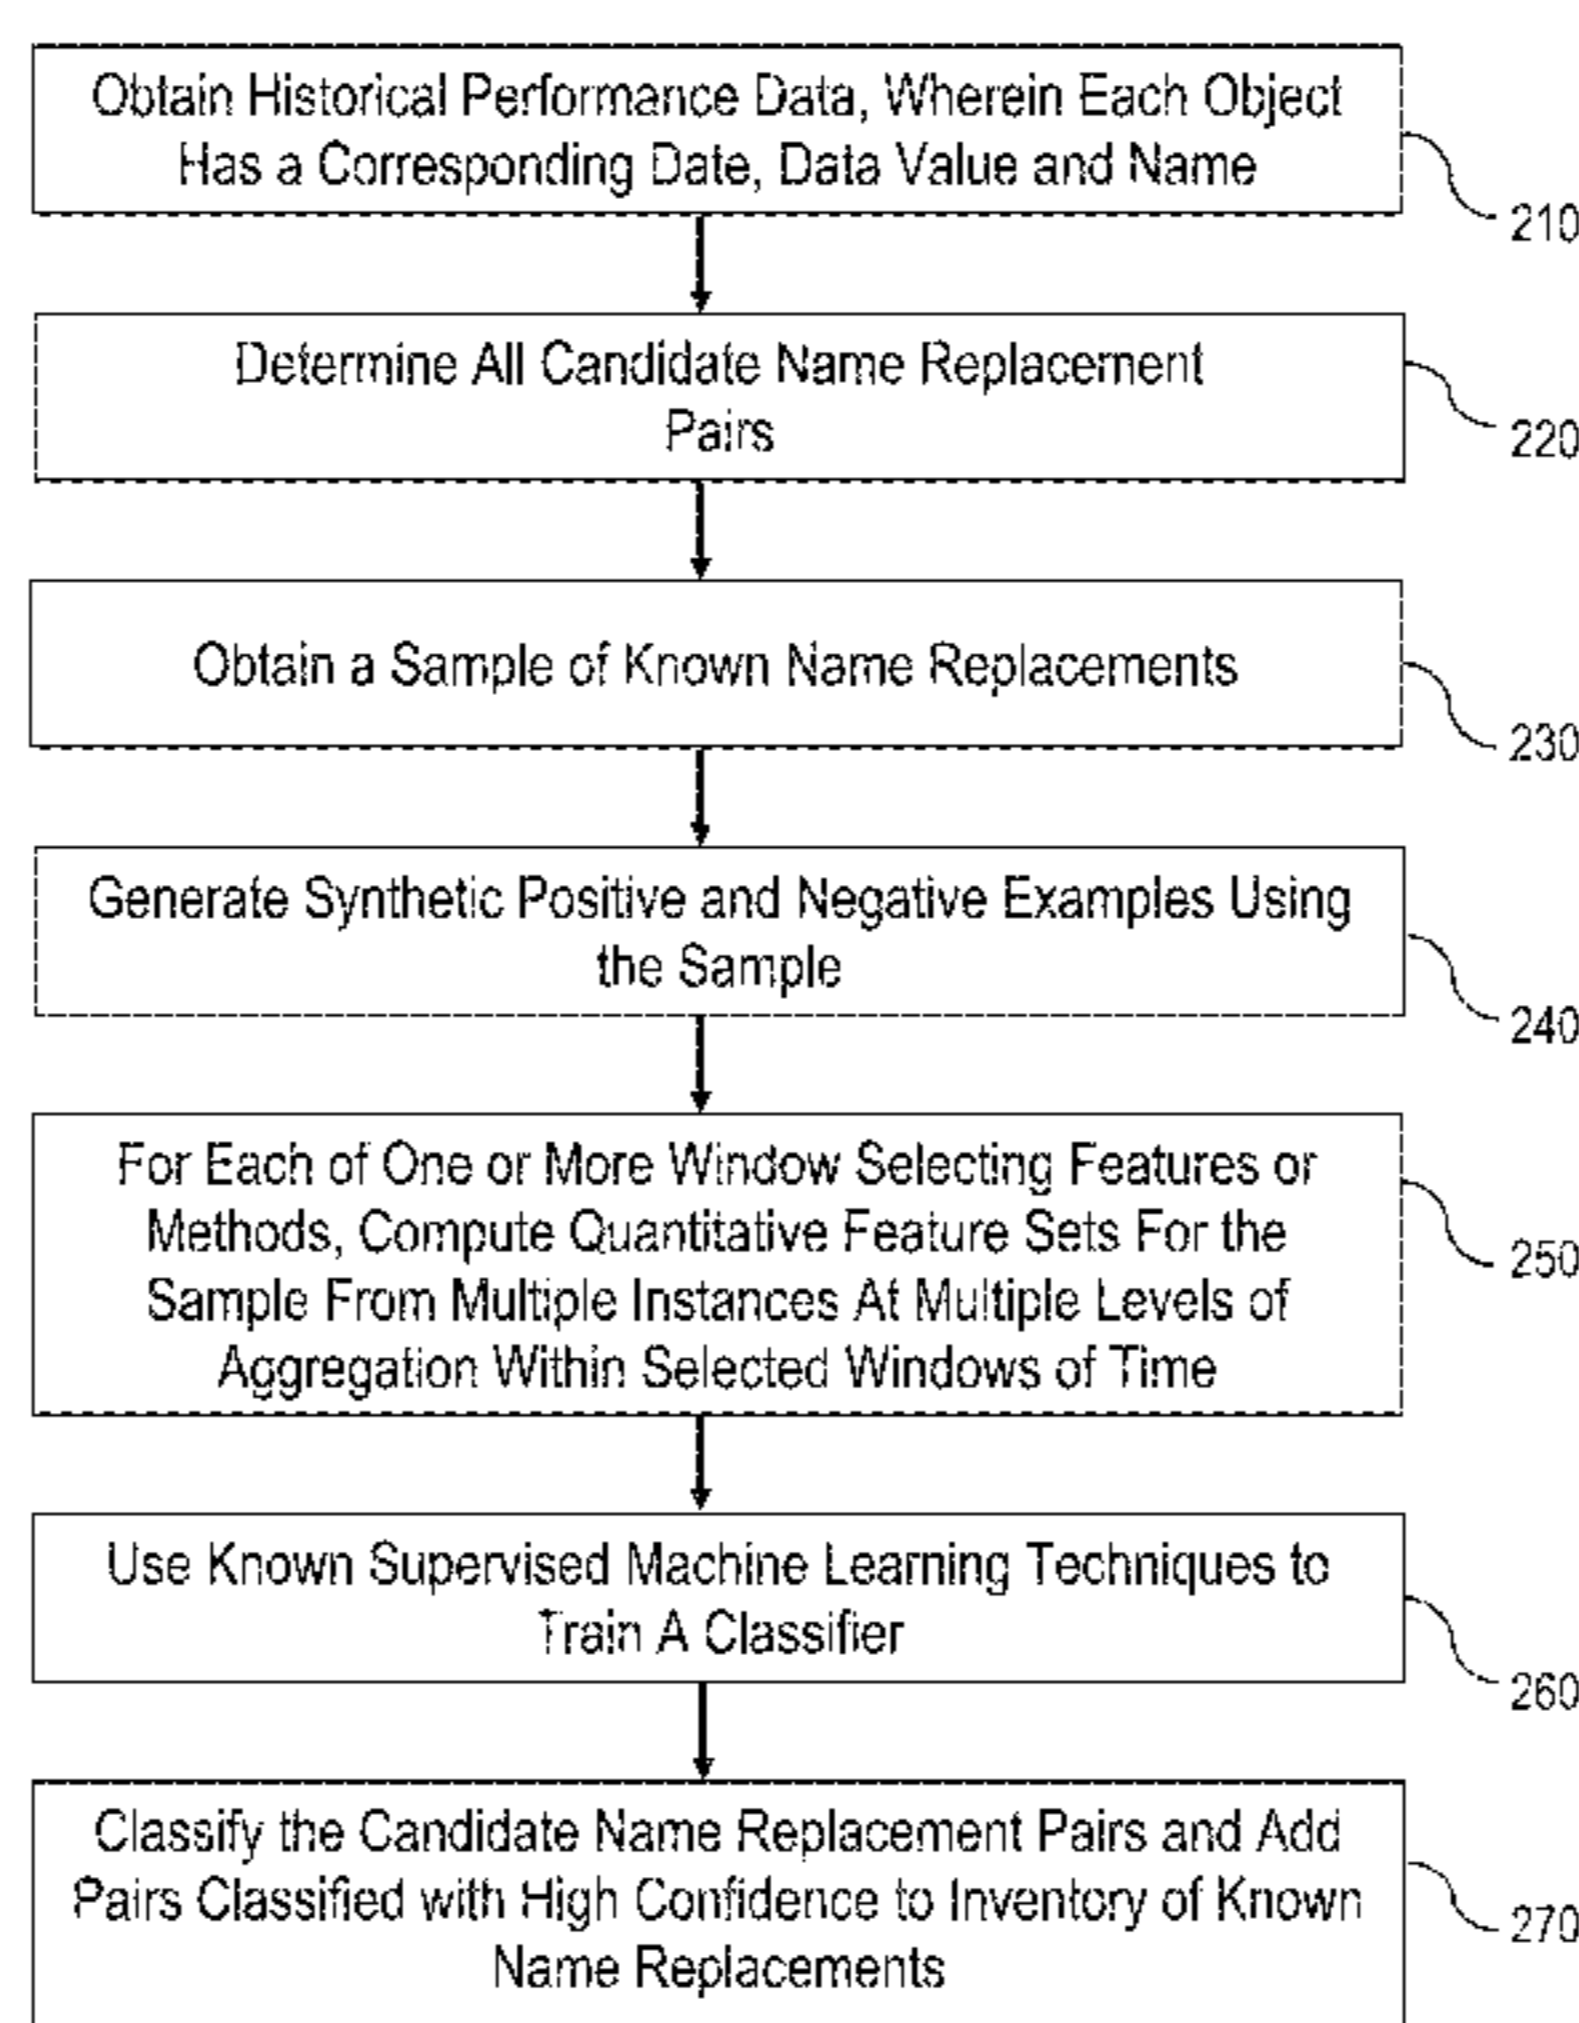 Obtain Historical Performance Data, Wherein Each Object
Has a Corresponding Date, Data Value and Name
210
Determine All Candidate Name Replacement
Pairs
220
Obtain a Sample of Known Name Replacements
230
Generate Synthetic Positive and Negative Examples Using
the Sample
240
For Each of One or More Window Selecting Features or
Methods, Compute Quantitative Feature Sets For the
Sample From Multiple Instances At Multiple Levels of
Aggregation Within Selected Windows of Time
250
Use Known Supervised Machine Learning Techniques to
Train A Classifier
260
Classify the Candidate Name Replacement Pairs and Add
Pairs Classified with High Confidence to Inventory of Known
Name Replacements
270